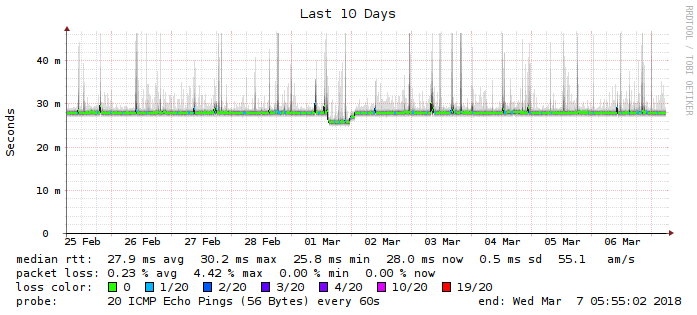 Last 10 Days
RRDTOOL / TOBI OETIKER
Seconds
40 m
30 m
20 m
10 m
0
25 Feb 26 Feb 27 Feb 28 Feb 01 Mar 02 Mar 03 Mar 04 Mar 05 Mar 06 Mar
median rtt: 27.9 ms avg 30.2 ms max 25.8 ms min 28.0 ms now 0.5 ms sd 55.1 am/s
packet loss: 0.23 % avg 4.42 % max 0.00 % min 0.00 % now
loss color: 0 1/20 2/20 3/20 4/20 10/20 19/20
probe: 20 ICMP Echo Pings (56 Bytes) every 60s end: Wed Mar 7 05:55:02 2018